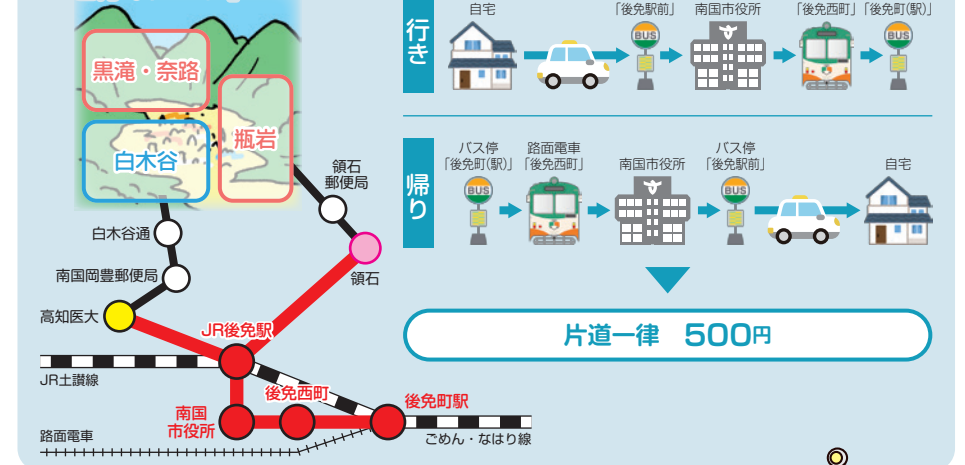 黒滝・奈路
瓶岩
白木谷
領石
郵便局
白木谷通
南国岡豊郵便局
領石
高知医大
JR後免駅
JR土讃線
後免西町
後免町駅
南国
市役所
ごめん・なはり線
路面電車
行き
自宅
「後免駅前」
南国市役所
「後免西町」
「後免町(駅)」
BUS
BUS
帰り
バス停
「後免町(駅)」
路面電車
「後免西町」
南国市役所
バス停
「後免駅前」
自宅
BUS
BUS
片道一律 500円